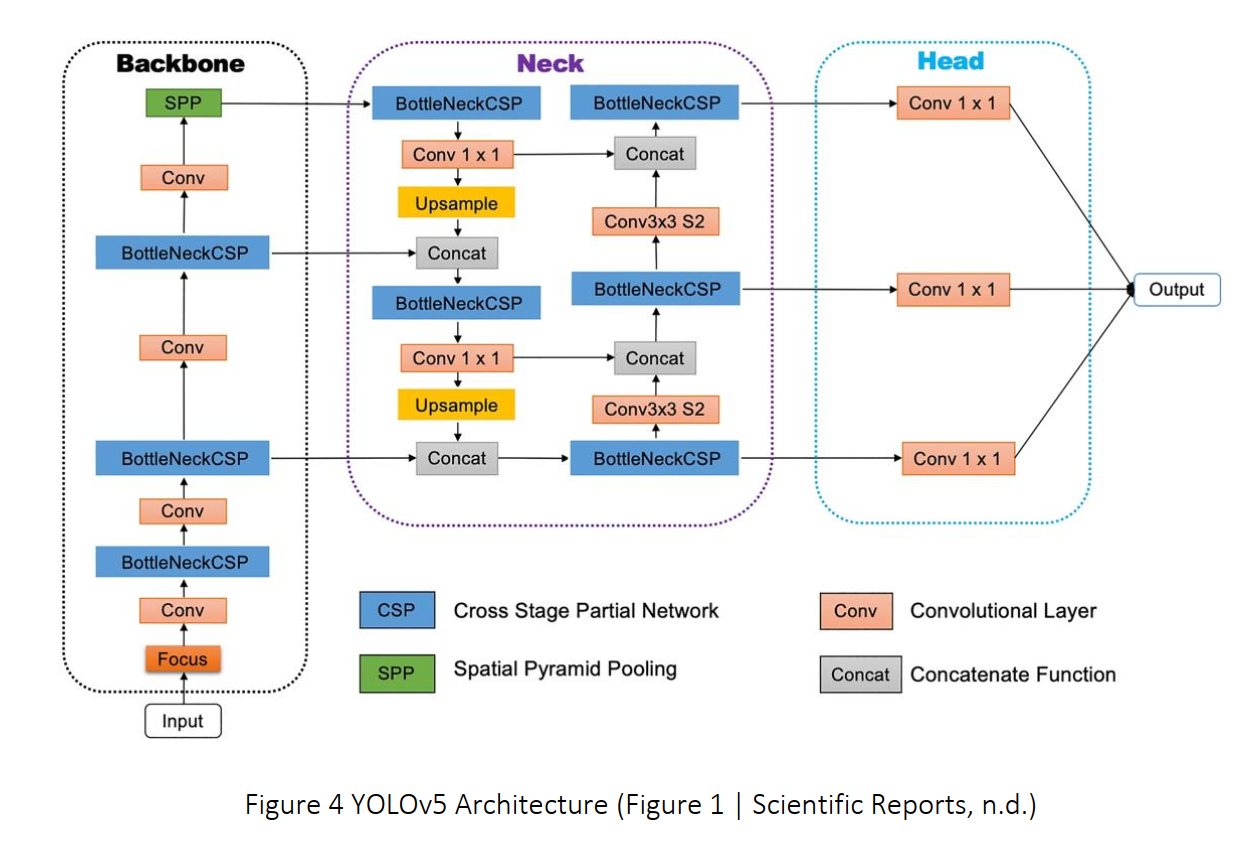 Backbone
SPP
Conv
BottleNeckCSP
Conv
BottleNeckCSP
Conv
BottleNeckCSP
Conv
Focus
Input
Neck
BottleNeckCSP
Conv 1 x 1
Upsample
Concat
BottleNeckCSP
Conv 1 x 1
Upsample
Concat
BottleNeckCSP
Concat
Conv3x3 S2
BottleNeckCSP
Concat
Conv3x3 S2
BottleNeckCSP
Head
Conv 1 x 1
Conv 1 x 1
Conv 1 x 1
Output
CSP Cross Stage Partial Network
SPP Spatial Pyramid Pooling
Conv Convolutional Layer
Concat Concatenate Function
Figure 4 YOLOv5 Architecture (Figure 1 | Scientific Reports, n.d.)